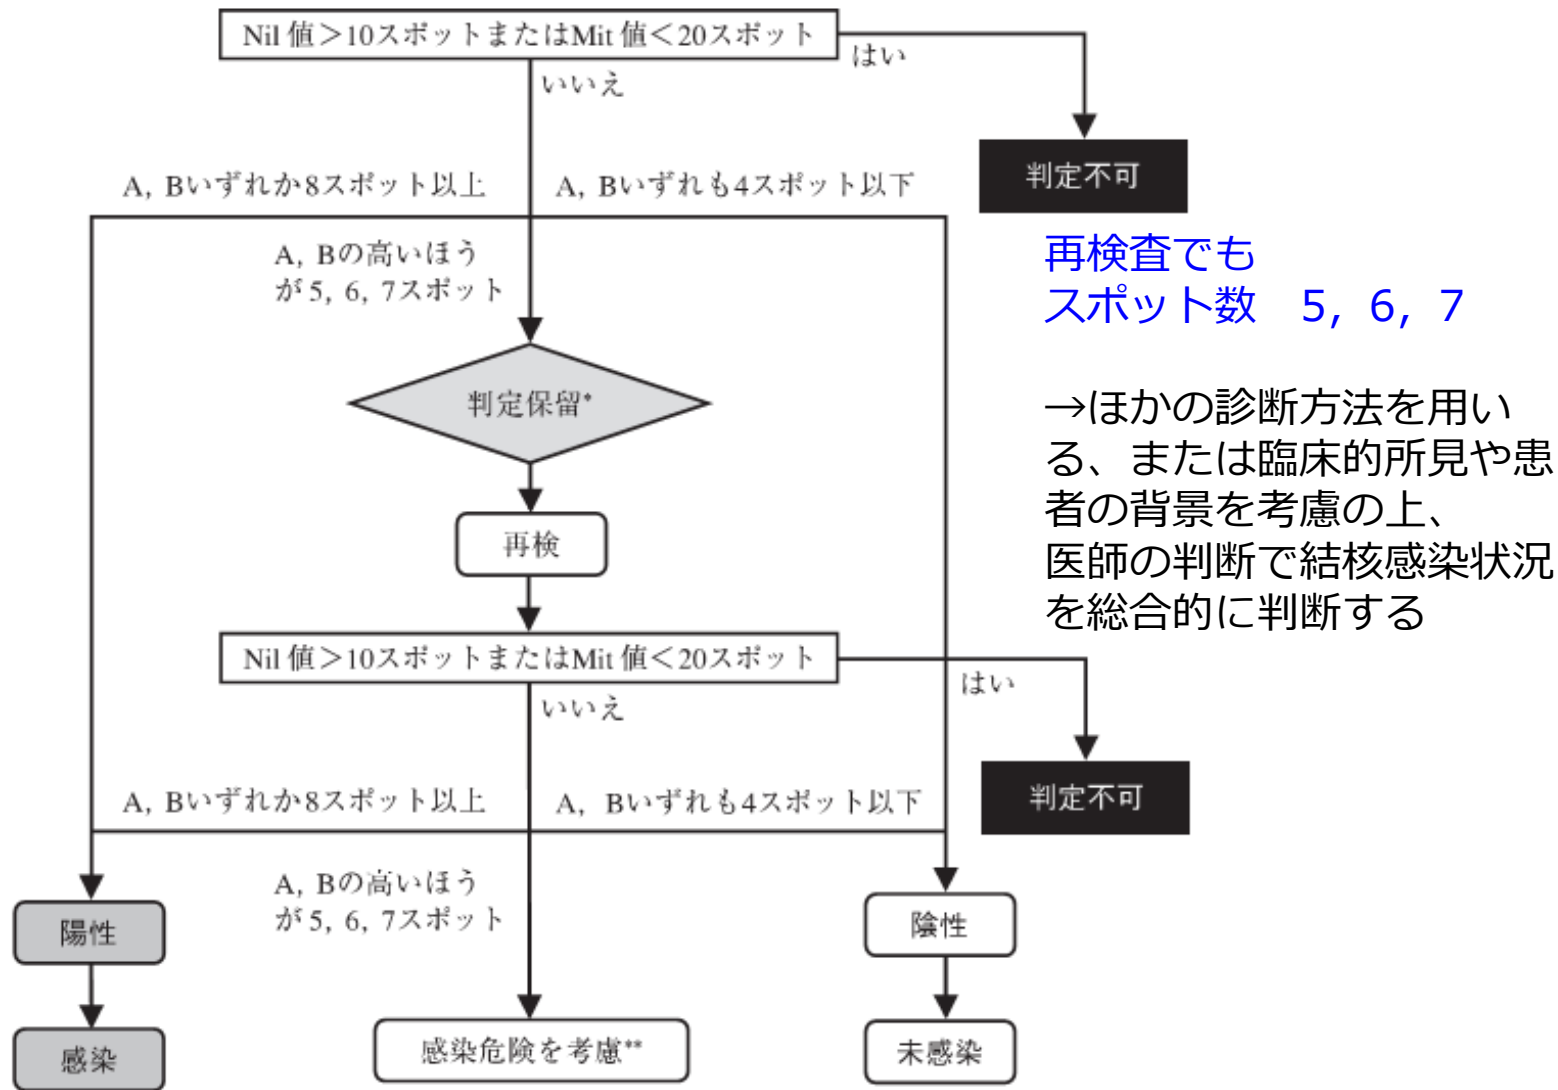 Nil 値＞10スポットまたはMit 値＜20スポット
はい
いいえ
判定不可
A, Bいずれか8スポット以上
A, Bいずれも4スポット以下
A, Bの高いほう
が 5, 6, 7スポット
判定保留*
再検
Nil 値＞10スポットまたはMit 値＜20スポット
はい
いいえ
判定不可
A, Bいずれか8スポット以上
A, Bいずれも4スポット以下
A, Bの高いほう
が 5, 6, 7スポット
陽性
陰性
感染
感染危険を考慮**
未感染
再検査でも
スポット数　5, 6, 7
→ほかの診断方法を用い
る、または臨床的所見や患
者の背景を考慮の上、
医師の判断で結核感染状況
を総合的に判断する